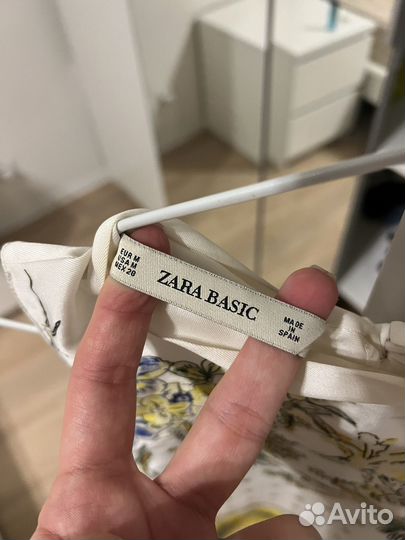 EUR M
USA M
MEX 28
ZARA BASIC
MADE
IN
SPAIN
Avito